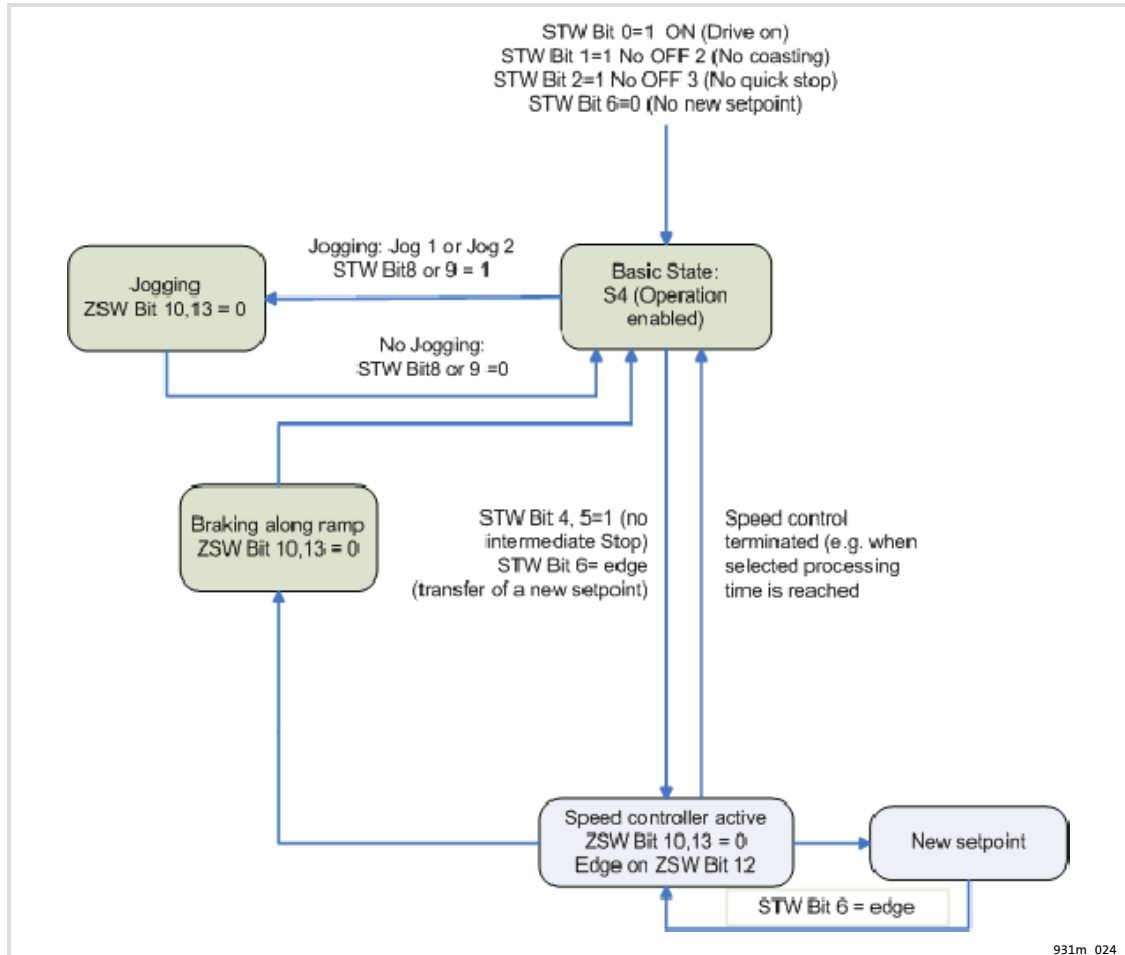 STW Bit 0=1 ON (Drive on)
STW Bit 1=1 No OFF 2 (No coasting)
STW Bit 2=1 No OFF 3 (No quick stop)
STW Bit 6=0 (No new setpoint)
Jogging: Jog 1 or Jog 2
STW Bit8 or 9 = 1
Jogging
ZSW Bit 10,13 = 0
Basic State:
S4 (Operation
enabled)
No Jogging:
STW Bit8 or 9 =0
Braking along ramp
ZSW Bit 10,13 = 0
STW Bit 4, 5=1 (no
intermediate Stop)
STW Bit 6= edge
(transfer of a new setpoint)
Speed control
terminated (e.g. when
selected processing
time is reached
Speed controller active
ZSW Bit 10,13 = 0
Edge on ZSW Bit 12
New setpoint
STW Bit 6 = edge
931m_024